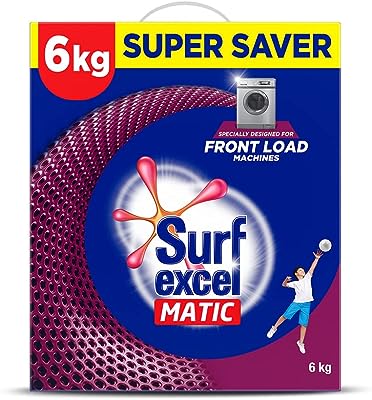 6kg SUPER SAVER
SPECIALLY DESIGNED FOR
FRONT LOAD
MACHINES
Surf
excel
MATIC
6 kg